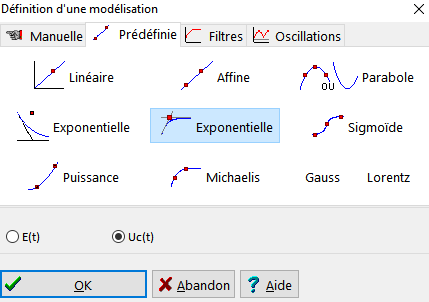 Définition d'une modélisation
Manuelle Prédéfinie Filtres Oscillations
Linéaire Affine OU Parabole
Exponentielle Exponentielle Sigmoïde
Puissance Michaelis Gauss Lorentz
E(t) Uc(t)
OK Abandon ? Aide